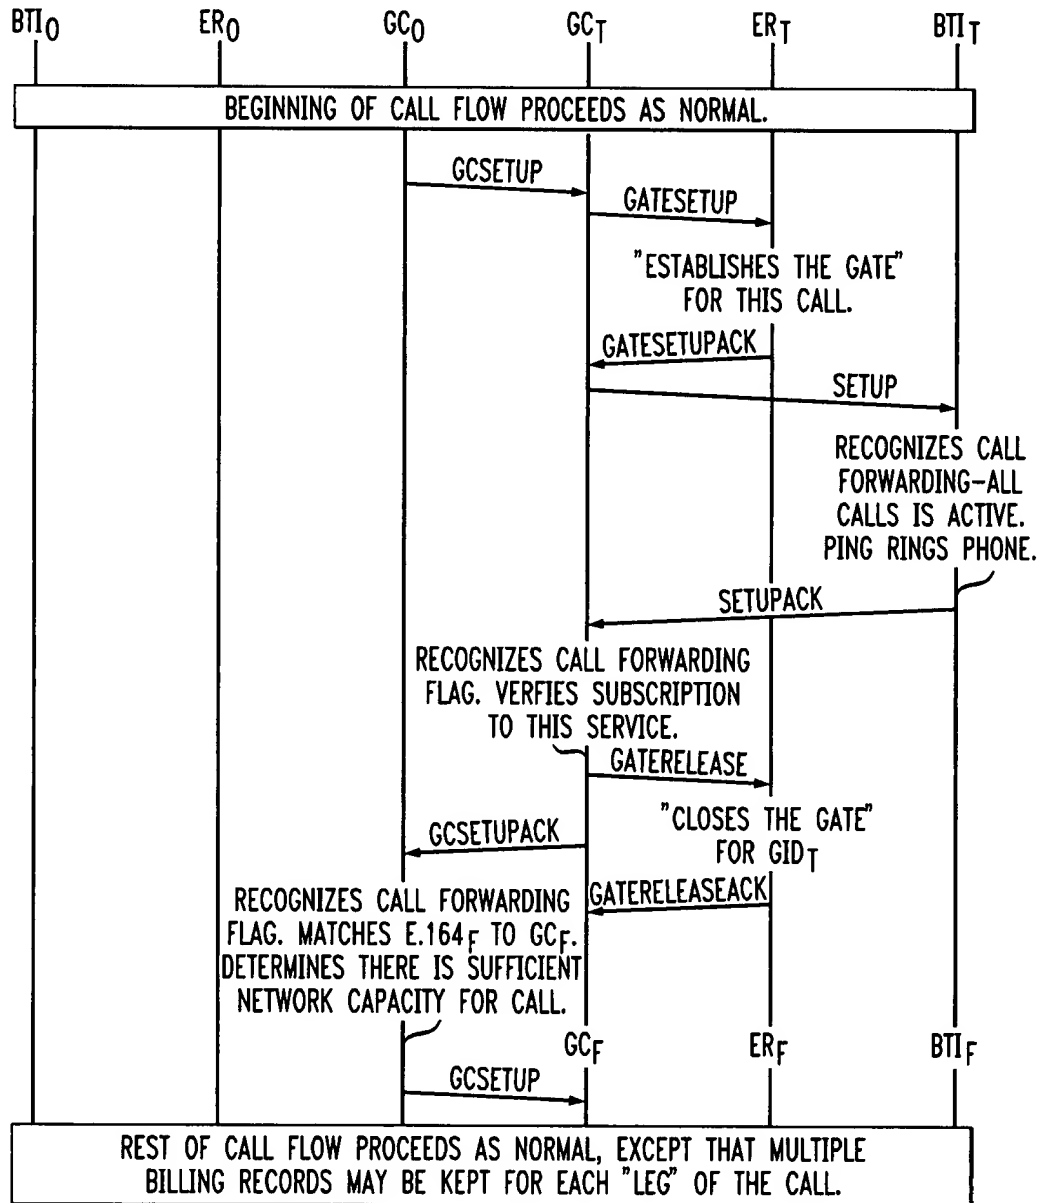 BTIO ERO GCO GCT ERT BTIT
BEGINNING OF CALL FLOW PROCEEDS AS NORMAL.
GCSETUP
GATESETUP
"ESTABLISHES THE GATE"
FOR THIS CALL.
GATESETUPACK
SETUP
RECOGNIZES CALL
FORWARDING-ALL
CALLS IS ACTIVE.
PING RINGS PHONE.
SETUPACK
RECOGNIZES CALL FORWARDING
FLAG. VERFIES SUBSCRIPTION
TO THIS SERVICE.
GATERELEASE
"CLOSES THE GATE"
FOR GIDT
GCSETUPACK
GATERELEASEACK
RECOGNIZES CALL FORWARDING
FLAG. MATCHES E.164F TO GCF.
DETERMINES THERE IS SUFFICIENT
NETWORK CAPACITY FOR CALL.
GCF ERF BTIF
GCSETUP
REST OF CALL FLOW PROCEEDS AS NORMAL, EXCEPT THAT MULTIPLE
BILLING RECORDS MAY BE KEPT FOR EACH "LEG" OF THE CALL.